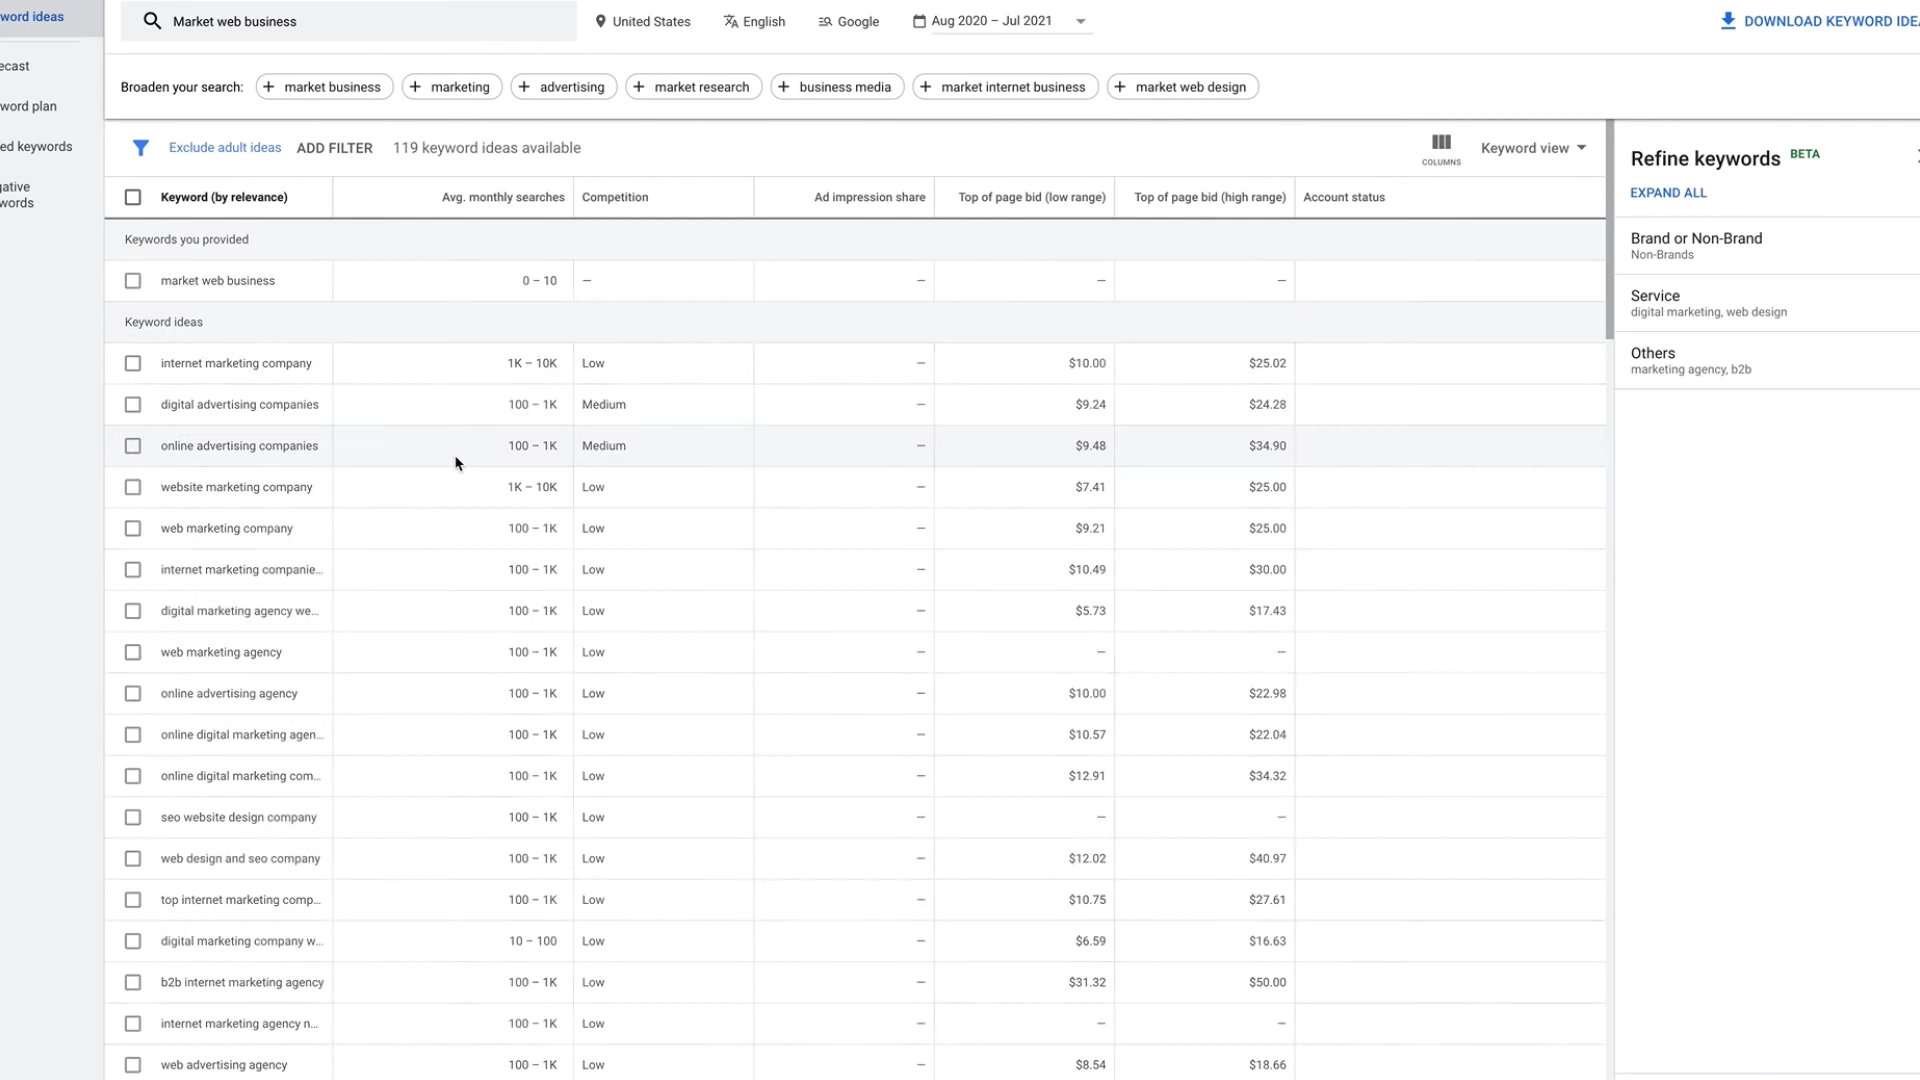 word ideas
Market web business
United States
English
Google
Aug 2020 – Jul 2021
DOWNLOAD KEYWORD IDEA
ecast
word plan
ed keywords
gative
words
Broaden your search:
market business
marketing
advertising
market research
business media
market internet business
market web design
Exclude adult ideas
ADD FILTER
119 keyword ideas available
COLUMNS
Keyword view
Keyword (by relevance) Avg. monthly searches Competition Ad impression share Top of page bid (low range) Top of page bid (high range) Account status
Keywords you provided
market web business 0 – 10 – – – –
Keyword ideas
internet marketing company 1K – 10K Low – $10.00 $25.02
digital advertising companies 100 – 1K Medium – $9.24 $24.28
online advertising companies 100 – 1K Medium – $9.48 $34.90
website marketing company 1K – 10K Low – $7.41 $25.00
web marketing company 100 – 1K Low – $9.21 $25.00
internet marketing companie... 100 – 1K Low – $10.49 $30.00
digital marketing agency we... 100 – 1K Low – $5.73 $17.43
web marketing agency 100 – 1K Low – – –
online advertising agency 100 – 1K Low – $10.00 $22.98
online digital marketing agen... 100 – 1K Low – $10.57 $22.04
online digital marketing com... 100 – 1K Low – $12.91 $34.32
seo website design company 100 – 1K Low – – –
web design and seo company 100 – 1K Low – $12.02 $40.97
top internet marketing comp... 100 – 1K Low – $10.75 $27.61
digital marketing company w... 10 – 100 Low – $6.59 $16.63
b2b internet marketing agency 100 – 1K Low – $31.32 $50.00
internet marketing agency n... 100 – 1K Low – – –
web advertising agency 100 – 1K Low – $8.54 $18.66
Refine keywords BETA
EXPAND ALL
Brand or Non-Brand
Non-Brands
Service
digital marketing, web design
Others
marketing agency, b2b